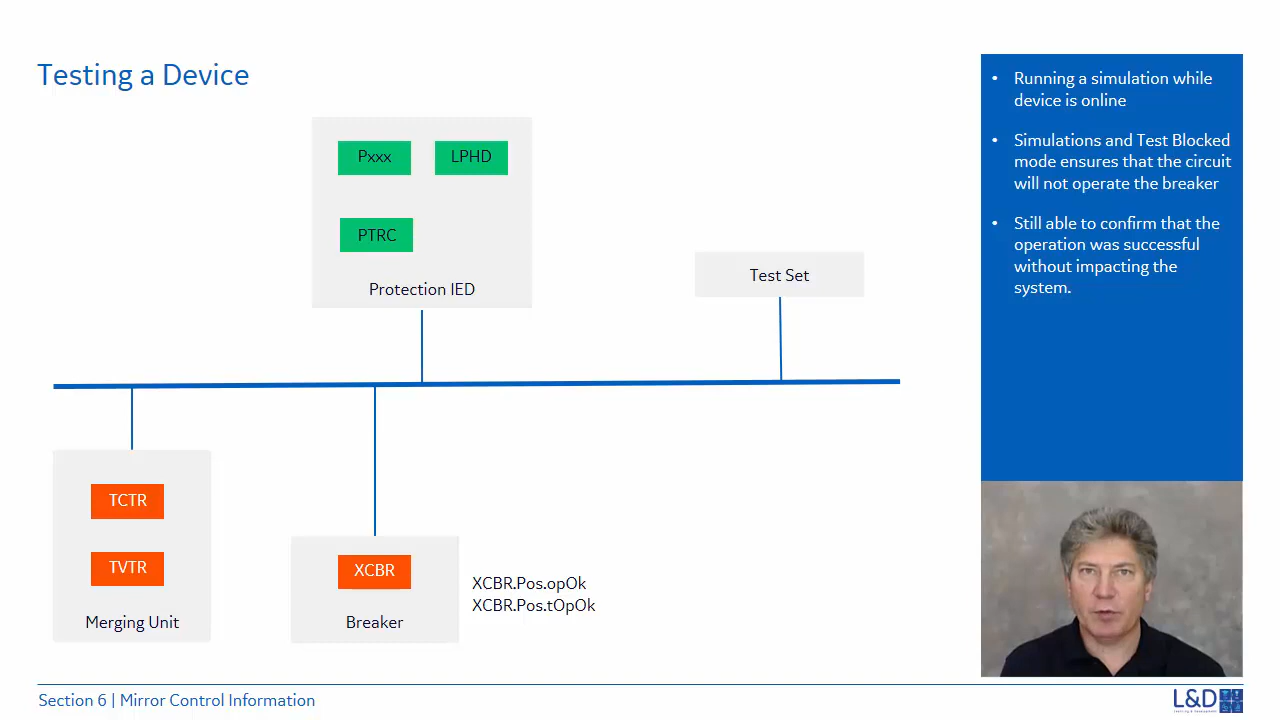 Testing a Device
Pxxx
LPHD
PTRC
Protection IED
Test Set
TCTR
TVTR
Merging Unit
XCBR
Breaker
XCBR.Pos.opOk
XCBR.Pos.tOpOk
• Running a simulation while
device is online
• Simulations and Test Blocked
mode ensures that the circuit
will not operate the breaker
• Still able to confirm that the
operation was successful
without impacting the
system.
Section 6 | Mirror Control Information
L&D